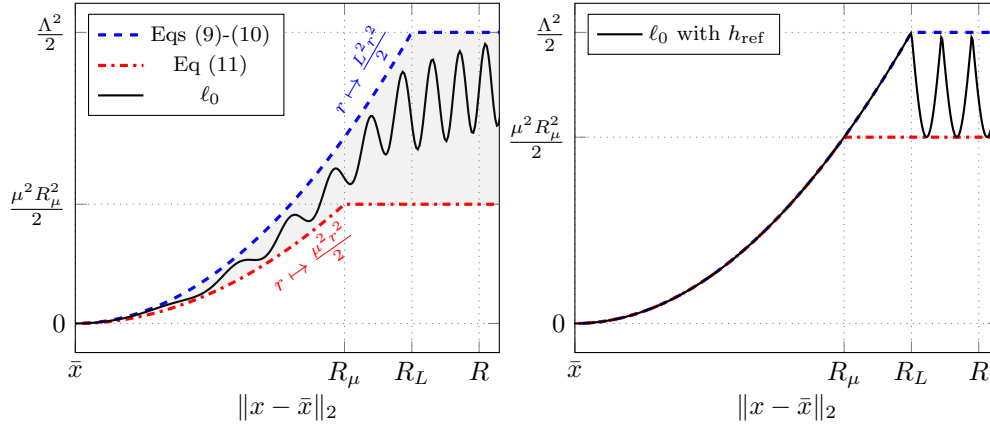 Λ²/2
Eqs (9)-(10)
Eq (11)
ℓ₀
r ↦ L²r²/2
μ²R_μ²/2
r ↦ μ²r²/2
0
x̄
R_μ
R_L
R
‖x − x̄‖₂
Λ²/2
ℓ₀ with h_ref
μ²R_μ²/2
0
x̄
R_μ
R_L
R
‖x − x̄‖₂